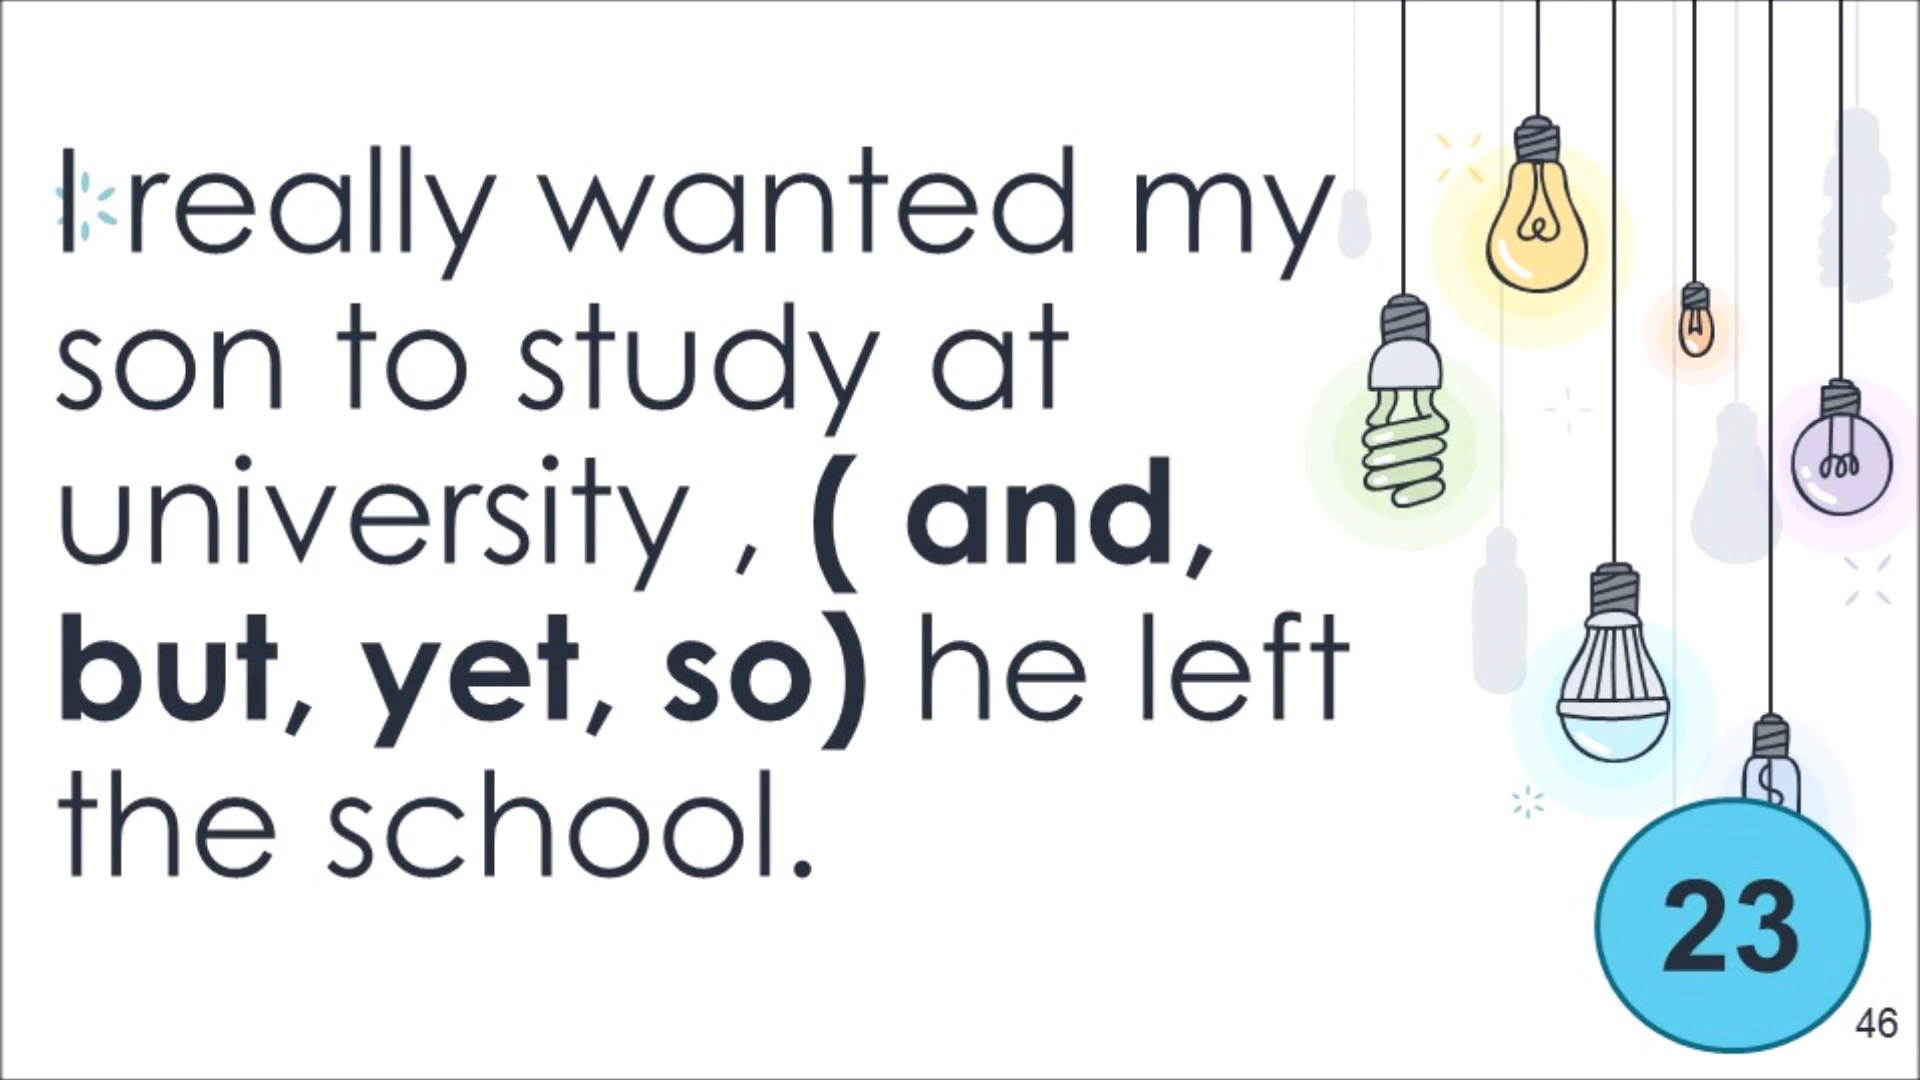 I really wanted my
son to study at
university , ( and,
but, yet, so) he left
the school.
23
46